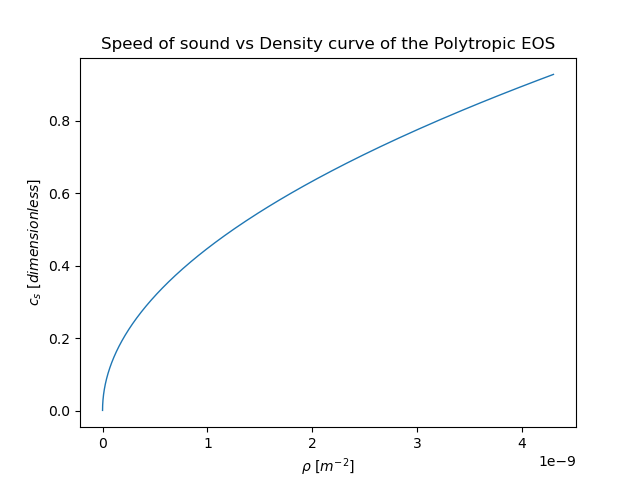 Speed of sound vs Density curve of the Polytropic EOS
0.8
0.6
0.4
0.2
0.0
c_s [dimensionless]
0 1 2 3 4
1e−9
ρ [m^{−2}]